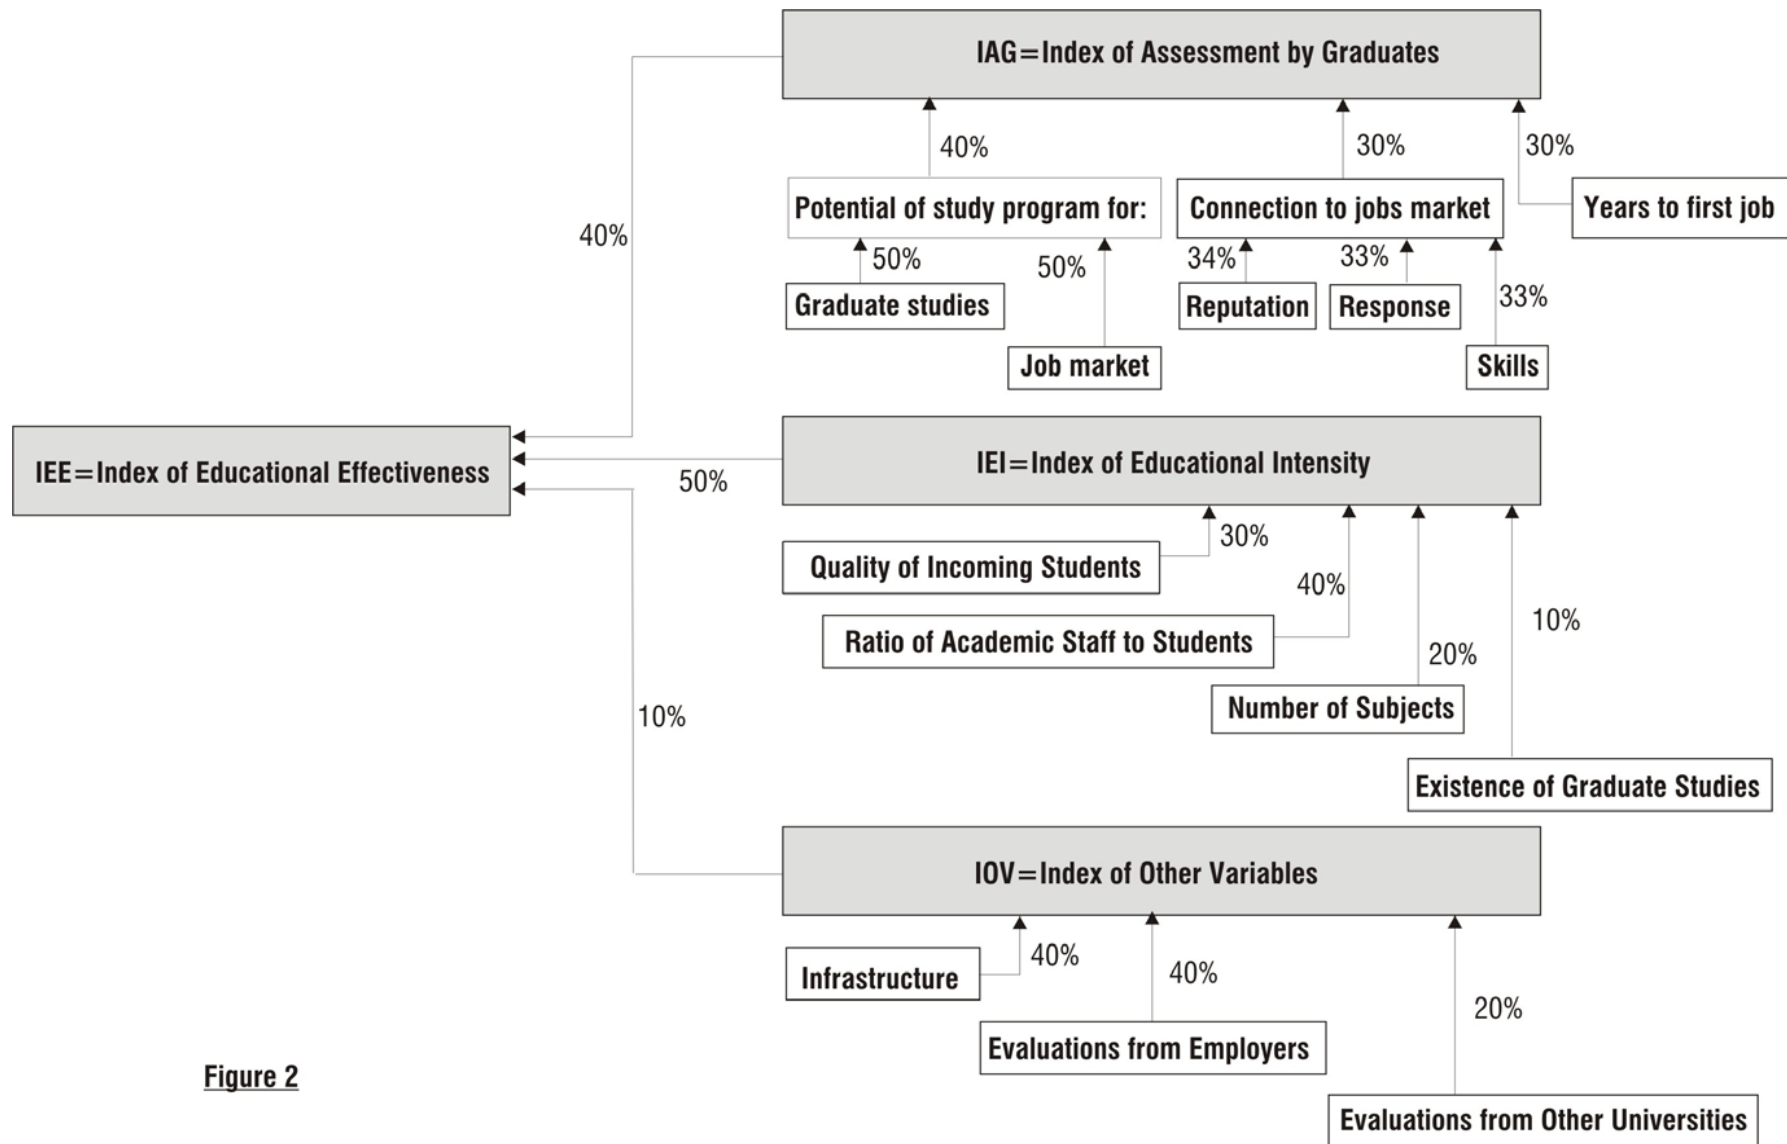 IAG=Index of Assessment by Graduates
40%
30%
30%
Potential of study program for:
Connection to jobs market
Years to first job
40%
50%
50%
34%
33%
33%
Graduate studies
Reputation
Response
Job market
Skills
IEE=Index of Educational Effectiveness
50%
IEI=Index of Educational Intensity
30%
Quality of Incoming Students
40%
Ratio of Academic Staff to Students
20%
10%
Number of Subjects
10%
Existence of Graduate Studies
IOV=Index of Other Variables
40%
Infrastructure
40%
20%
Evaluations from Employers
Evaluations from Other Universities
Figure 2